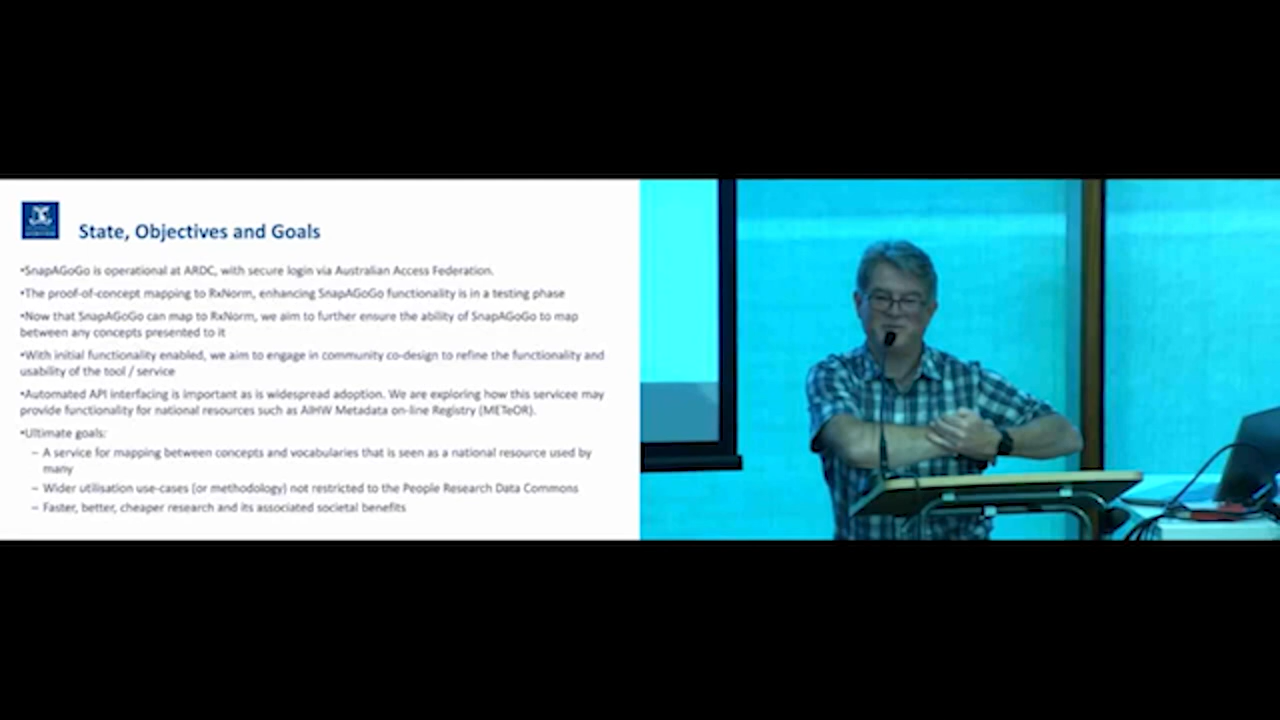 State, Objectives and Goals
•SnapAGoGo is operational at ARDC, with secure login via Australian Access Federation.
•The proof-of-concept mapping to RxNorm, enhancing SnapAGoGo functionality is in a testing phase
•Now that SnapAGoGo can map to RxNorm, we aim to further ensure the ability of SnapAGoGo to map
between any concepts presented to it
•With initial functionality enabled, we aim to engage in community co-design to refine the functionality and
usability of the tool / service
•Automated API interfacing is important as is widespread adoption. We are exploring how this servicee may
provide functionality for national resources such as AIHW Metadata on-line Registry (METeOR).
•Ultimate goals:
– A service for mapping between concepts and vocabularies that is seen as a national resource used by
many
– Wider utilisation use-cases (or methodology) not restricted to the People Research Data Commons
– Faster, better, cheaper research and its associated societal benefits